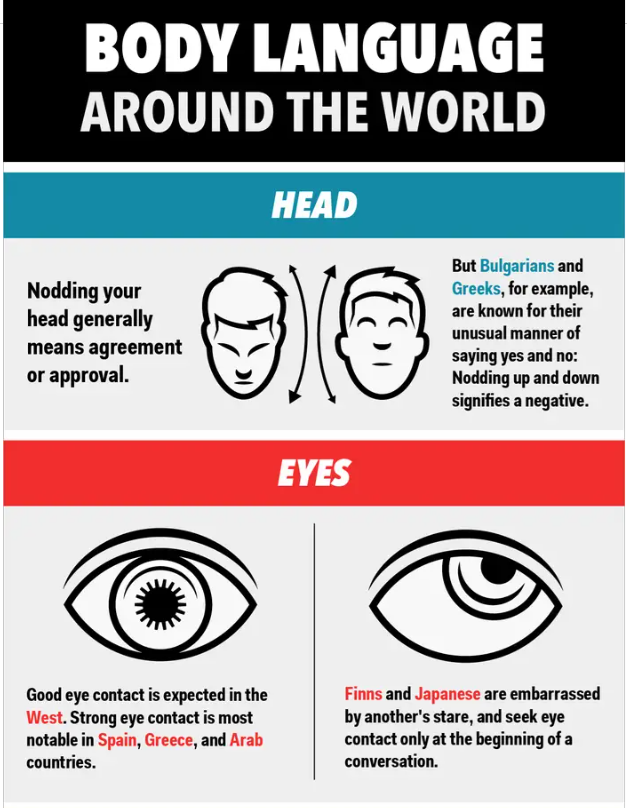 BODY LANGUAGE
AROUND THE WORLD
HEAD
Nodding your
head generally
means agreement
or approval.
But Bulgarians and
Greeks, for example,
are known for their
unusual manner of
saying yes and no:
Nodding up and down
signifies a negative.
EYES
Good eye contact is expected in the
West. Strong eye contact is most
notable in Spain, Greece, and Arab
countries.
Finns and Japanese are embarrassed
by another's stare, and seek eye
contact only at the beginning of a
conversation.